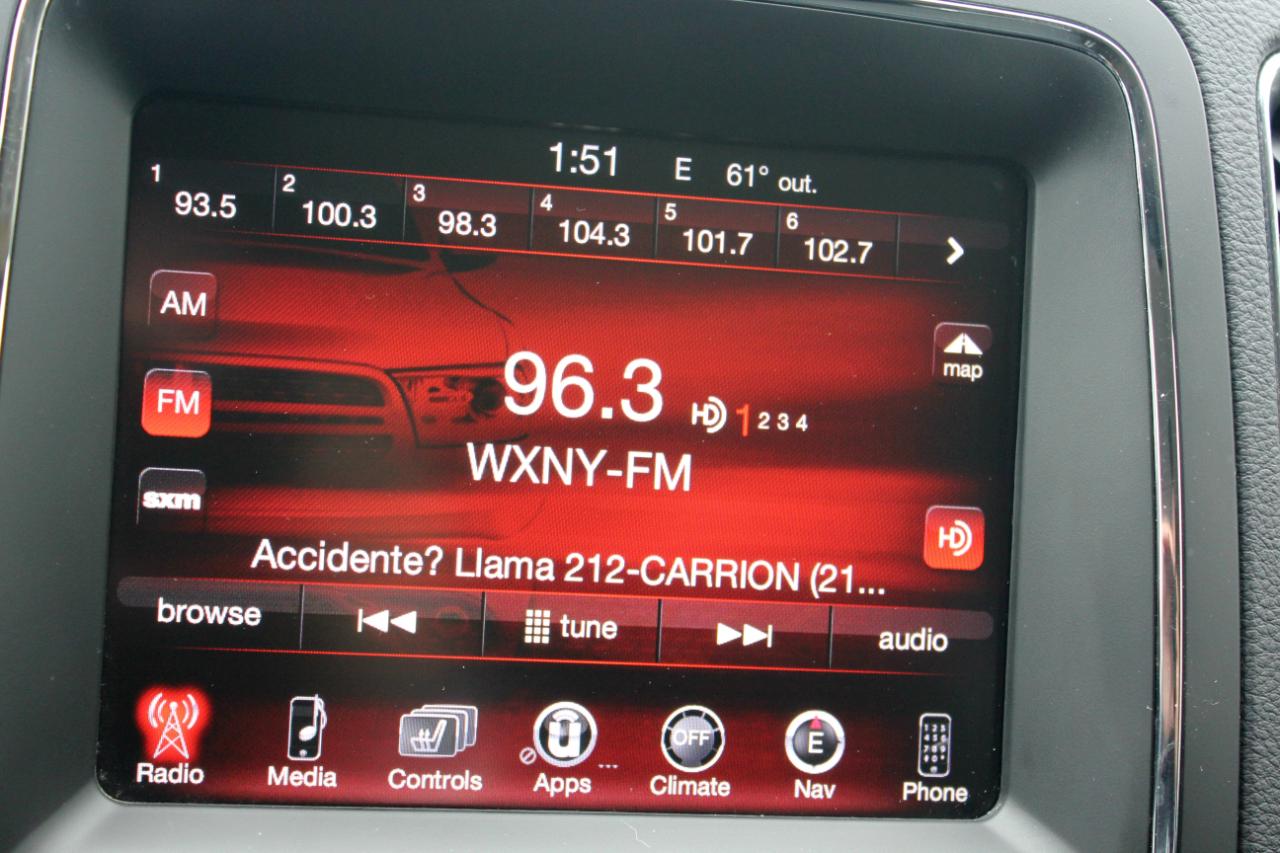 1:51 E 61° out.
1 93.5 2 100.3 3 98.3 4 104.3 5 101.7 6 102.7
AM
map
96.3 HD 1 2 3 4
FM
WXNY-FM
sxm
HD
Accidente? Llama 212-CARRION (21...
browse tune audio
OFF E
Radio Media Controls Apps ... Climate Nav Phone